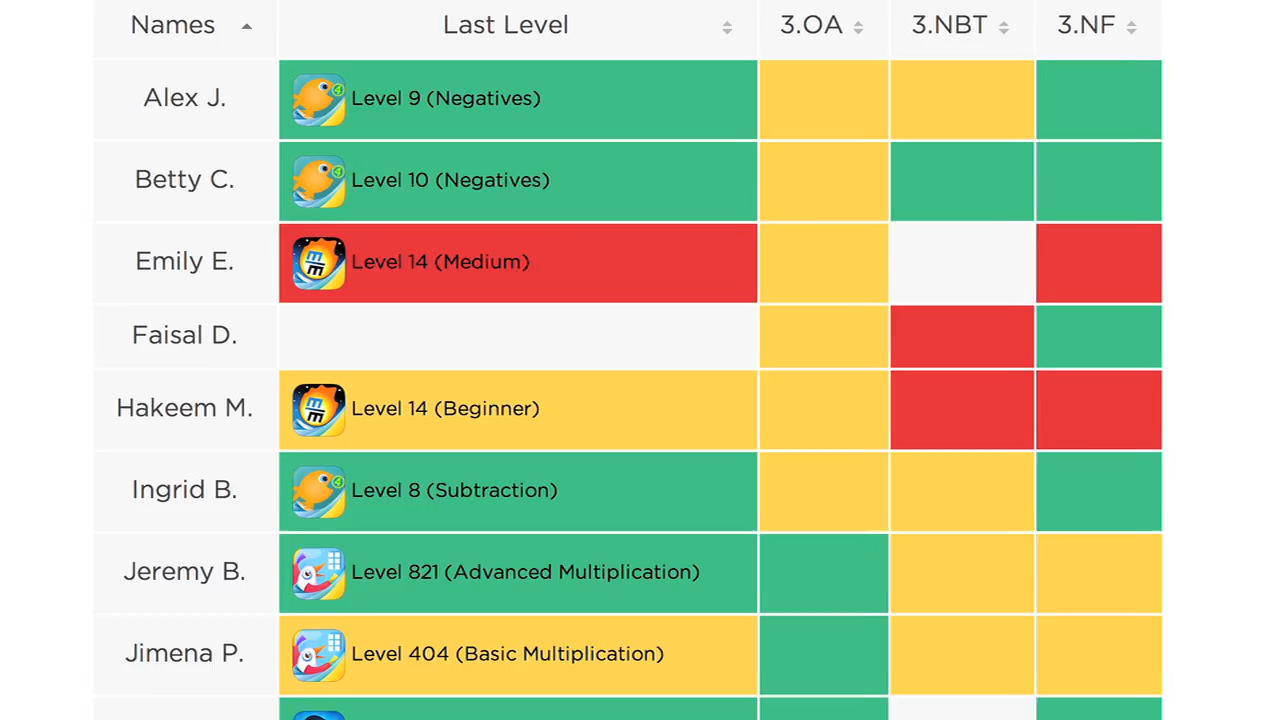 Names Last Level 3.OA 3.NBT 3.NF
Alex J. Level 9 (Negatives)
Betty C. Level 10 (Negatives)
Emily E. Level 14 (Medium)
Faisal D.
Hakeem M. Level 14 (Beginner)
Ingrid B. Level 8 (Subtraction)
Jeremy B. Level 821 (Advanced Multiplication)
Jimena P. Level 404 (Basic Multiplication)